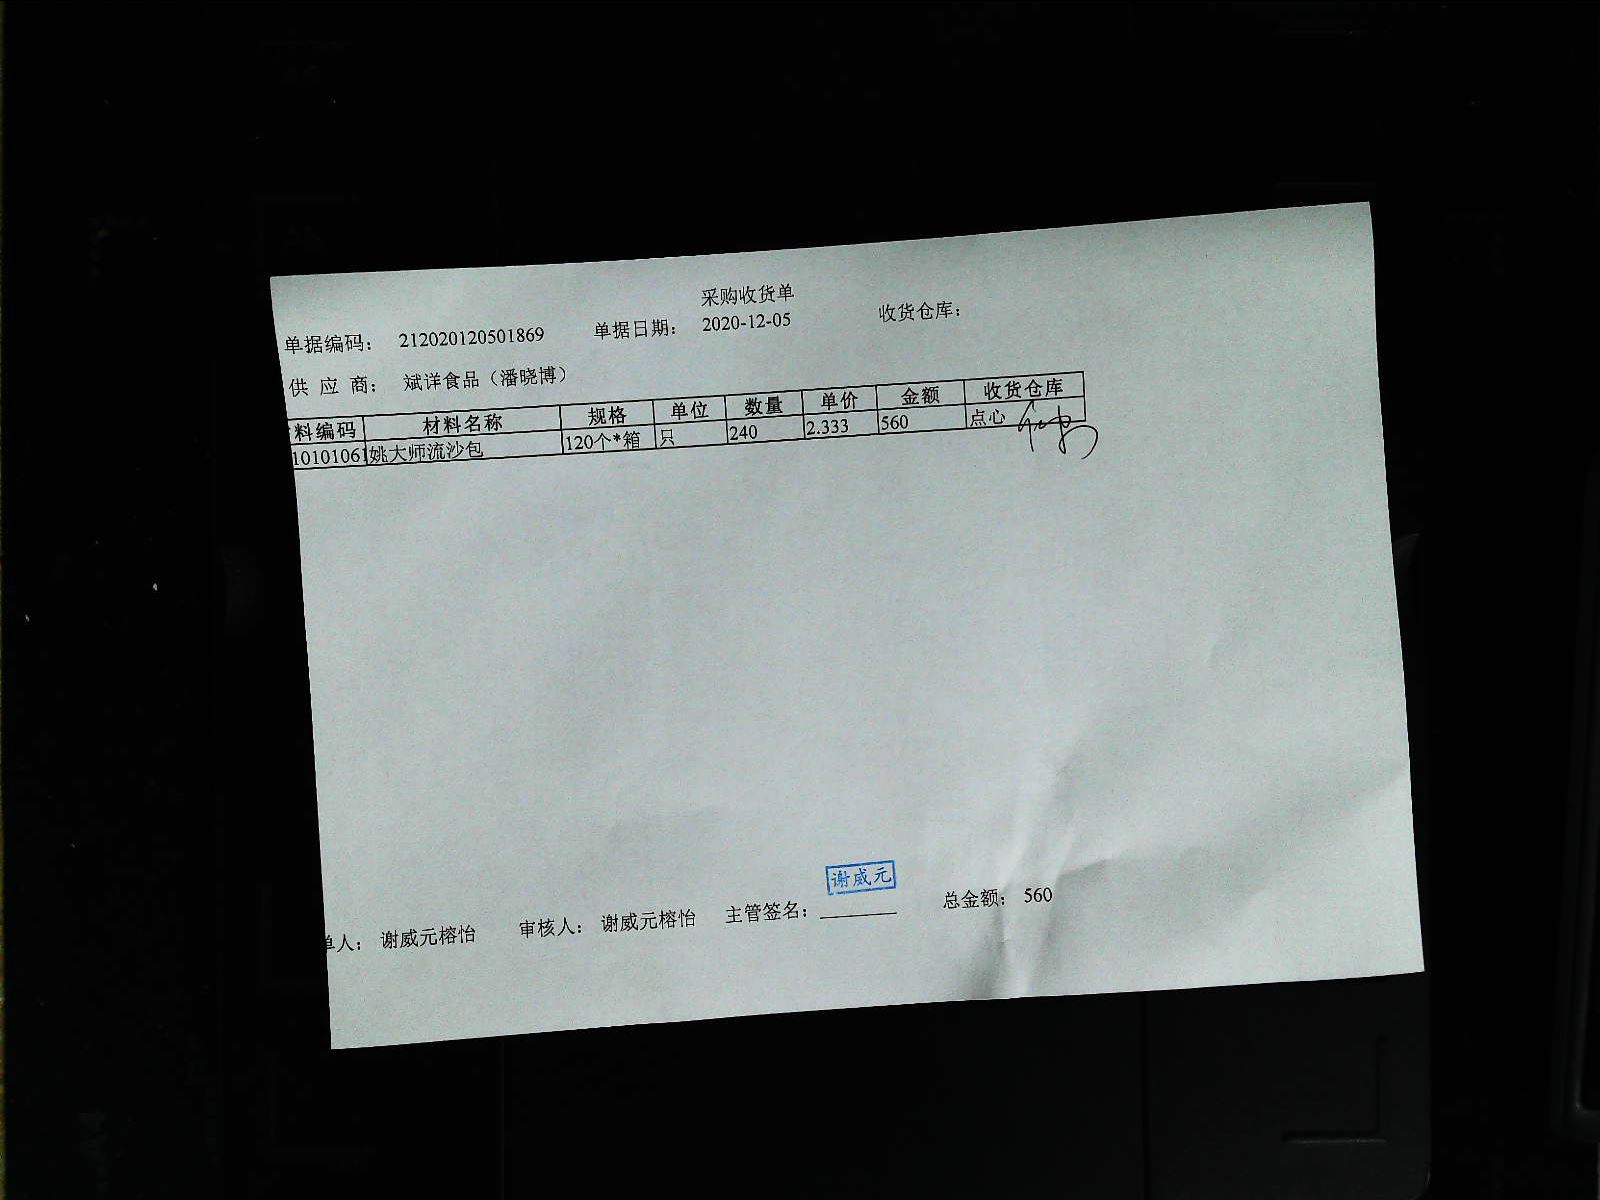 采购收货单
单据编码： 212020120501869 单据日期： 2020-12-05 收货仓库：
供 应 商： 斌洋食品（潘晓博）
料编码 材料名称 规格 单位 数量 单价 金额 收货仓库
10101061 姚大师流沙包 120个*箱 只 240 2.333 560 点心
谢威元
单人： 谢威元榕怡 审核人： 谢威元榕怡 主管签名： 总金额： 560